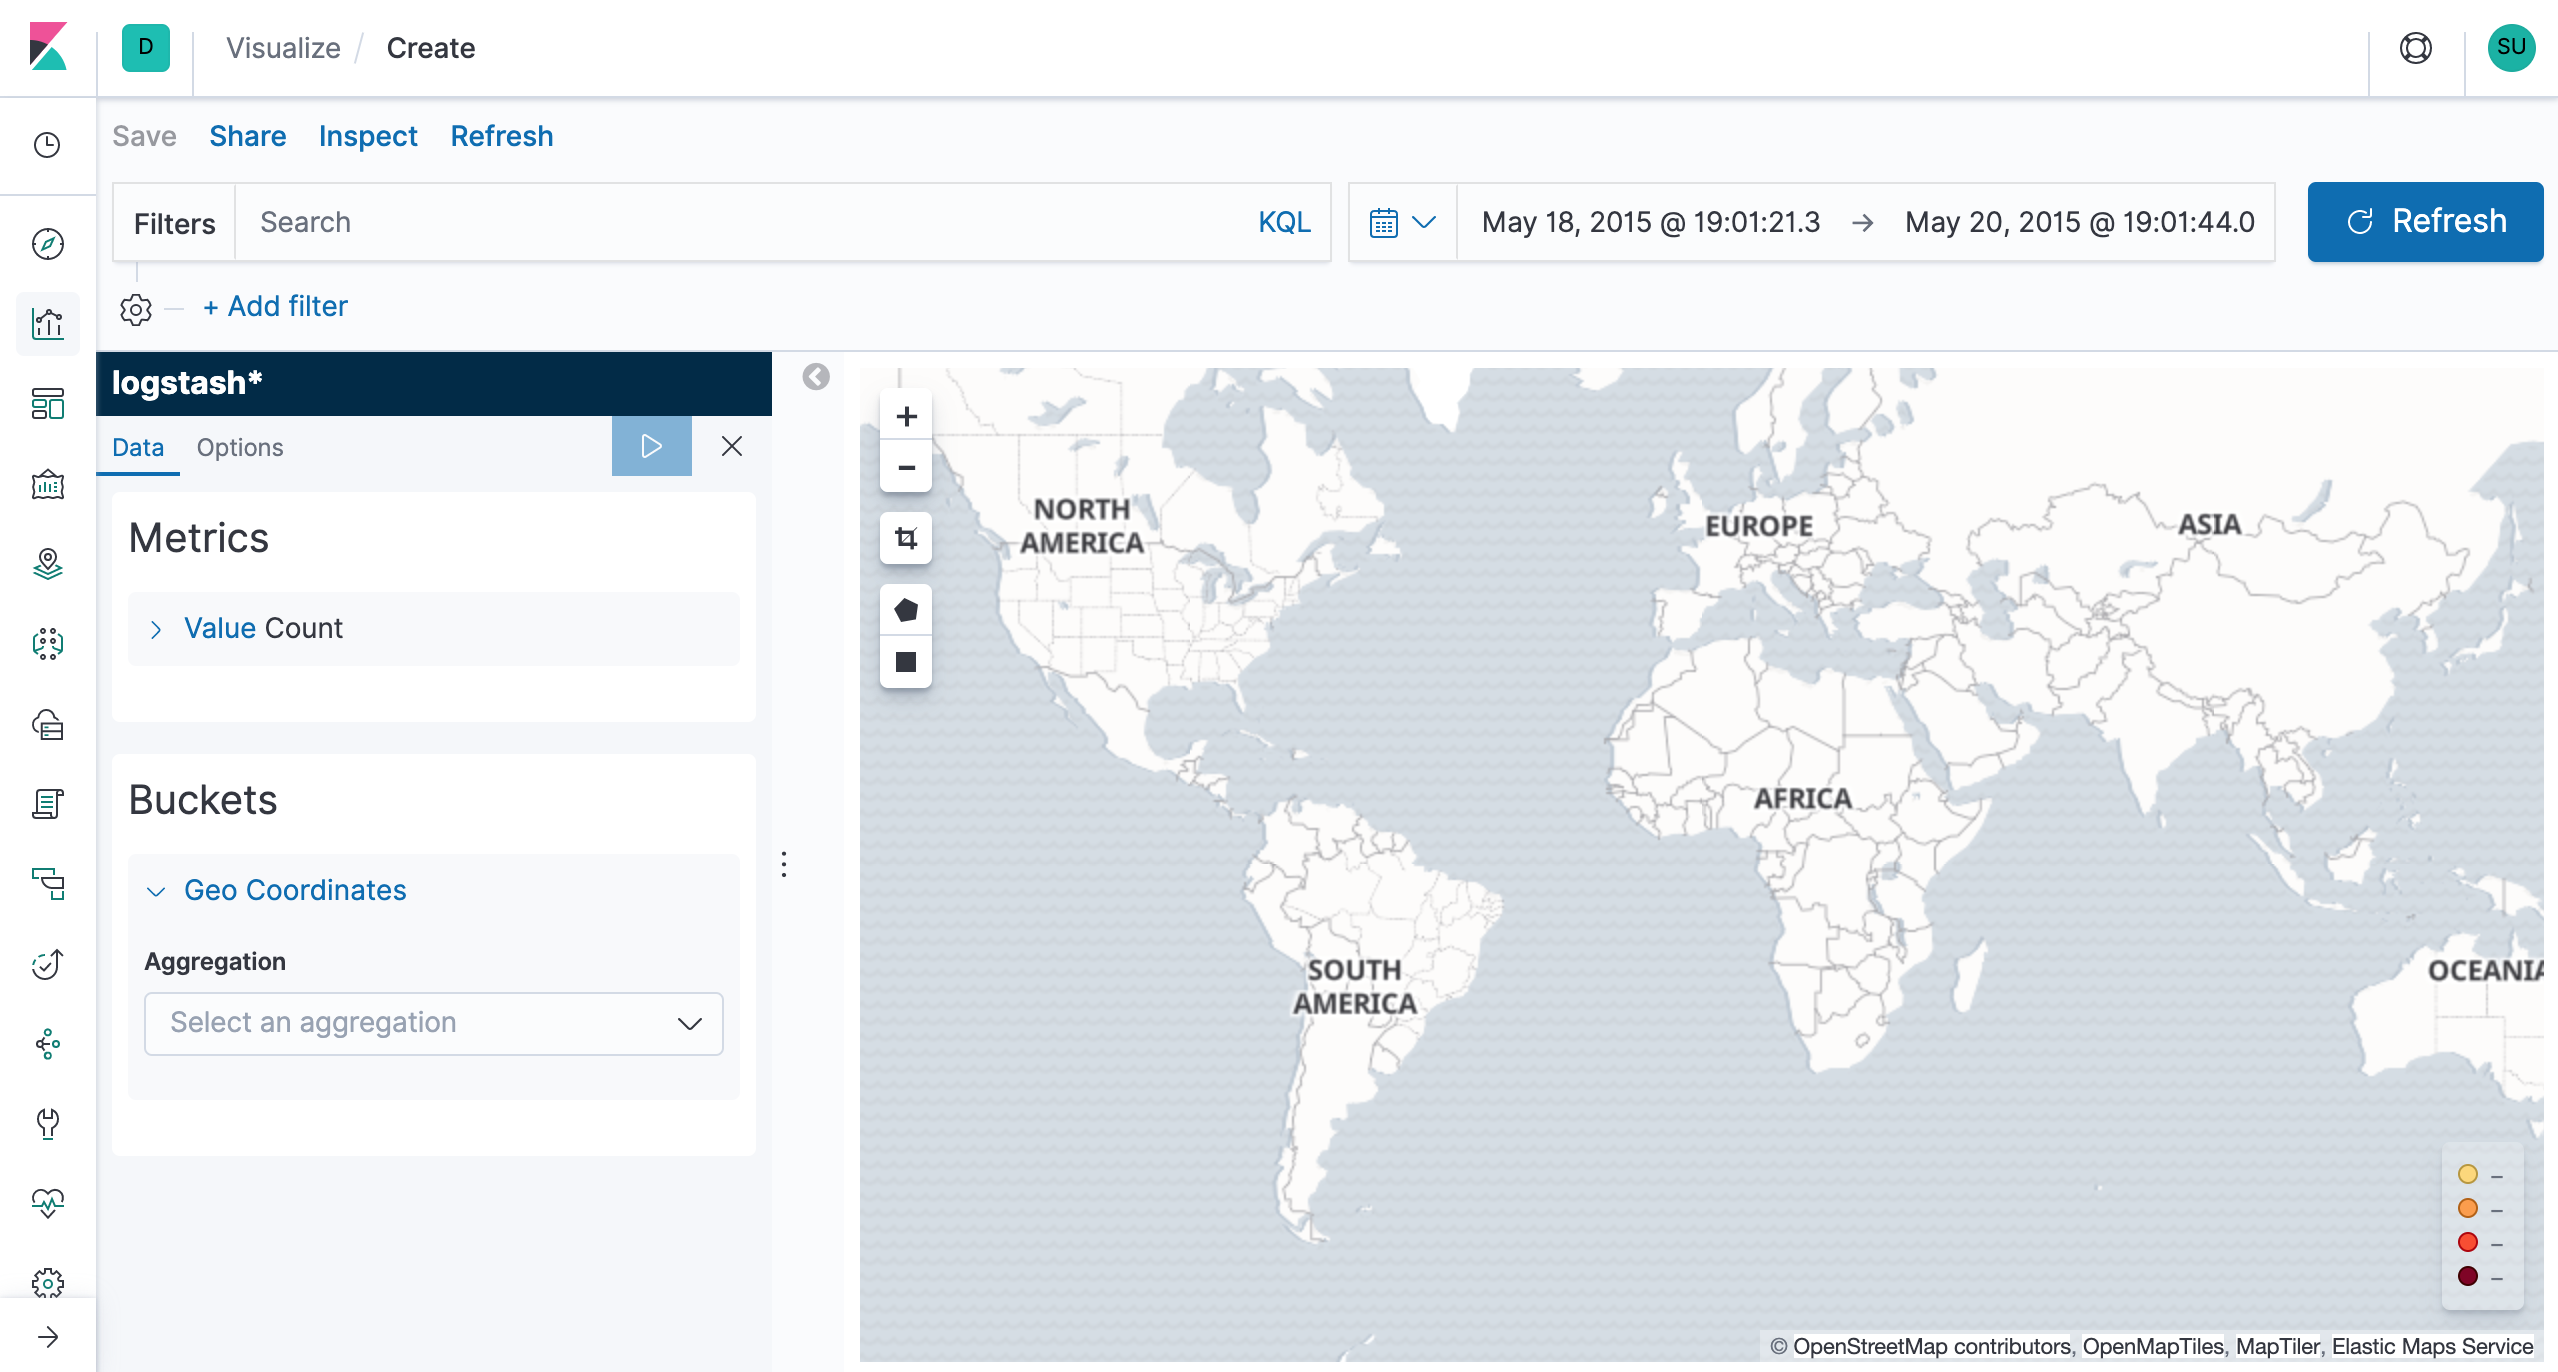 D
Visualize / Create
SU
Save Share Inspect Refresh
Filters Search KQL
May 18, 2015 @ 19:01:21.3 → May 20, 2015 @ 19:01:44.0
Refresh
+ Add filter
logstash*
Data Options
Metrics
Value Count
Buckets
Geo Coordinates
Aggregation
Select an aggregation
+
−
NORTH
AMERICA
EUROPE
ASIA
AFRICA
SOUTH
AMERICA
OCEANIA
–
–
–
–
© OpenStreetMap contributors, OpenMapTiles, MapTiler, Elastic Maps Service